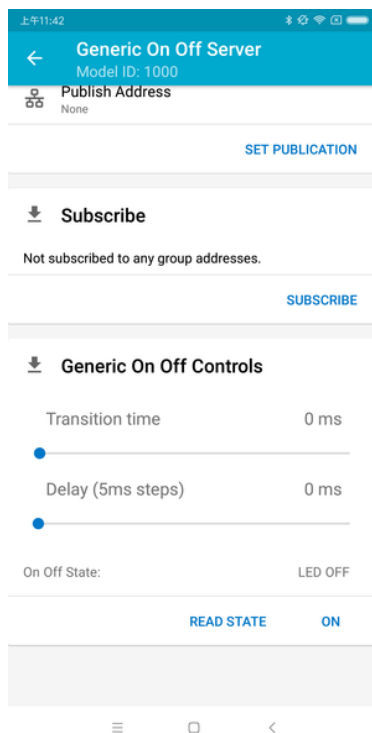 上午11:42
Generic On Off Server
Model ID: 1000
Publish Address
None
SET PUBLICATION
Subscribe
Not subscribed to any group addresses.
SUBSCRIBE
Generic On Off Controls
Transition time 0 ms
Delay (5ms steps) 0 ms
On Off State: LED OFF
READ STATE ON